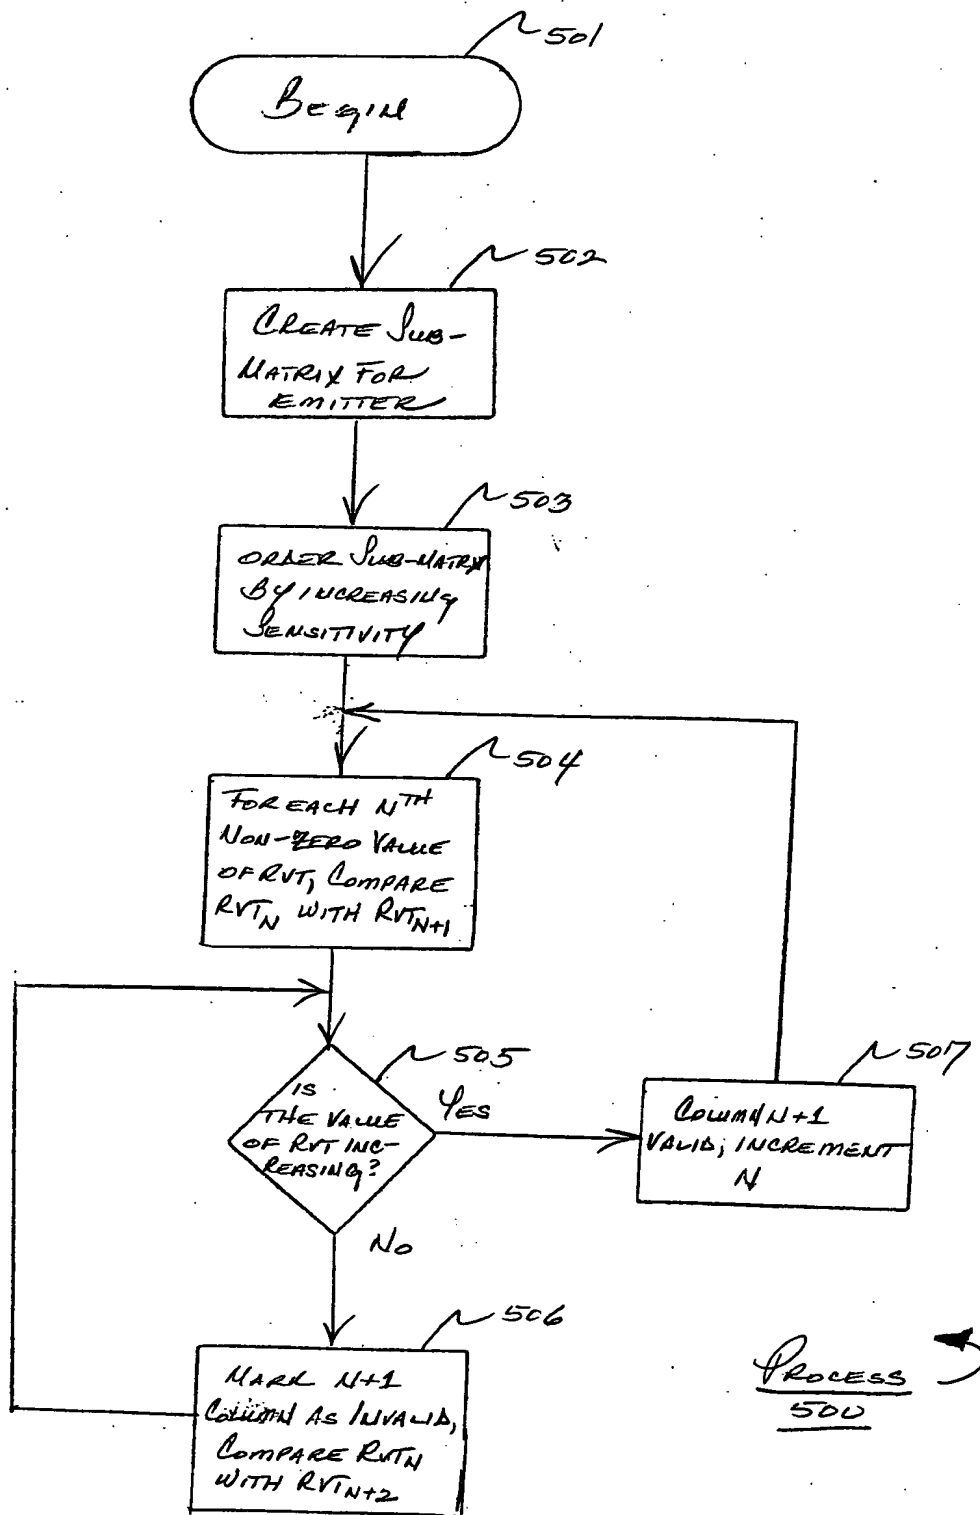 501
Begin
502
CREATE SUB-
MATRIX FOR
EMITTER
503
ORDER SUB-MATRIX
BY INCREASING
SENSITIVITY
504
FOR EACH NTH
NON-ZERO VALUE
OF RVT, COMPARE
RVTN WITH RVTN+1
505
IS
THE VALUE
OF RVT INC-
REASING?
YES
507
COLUMN N+1
VALID; INCREMENT
N
NO
506
MARK N+1
COLUMN AS INVALID,
COMPARE RVTN
WITH RVTN+2
PROCESS
500